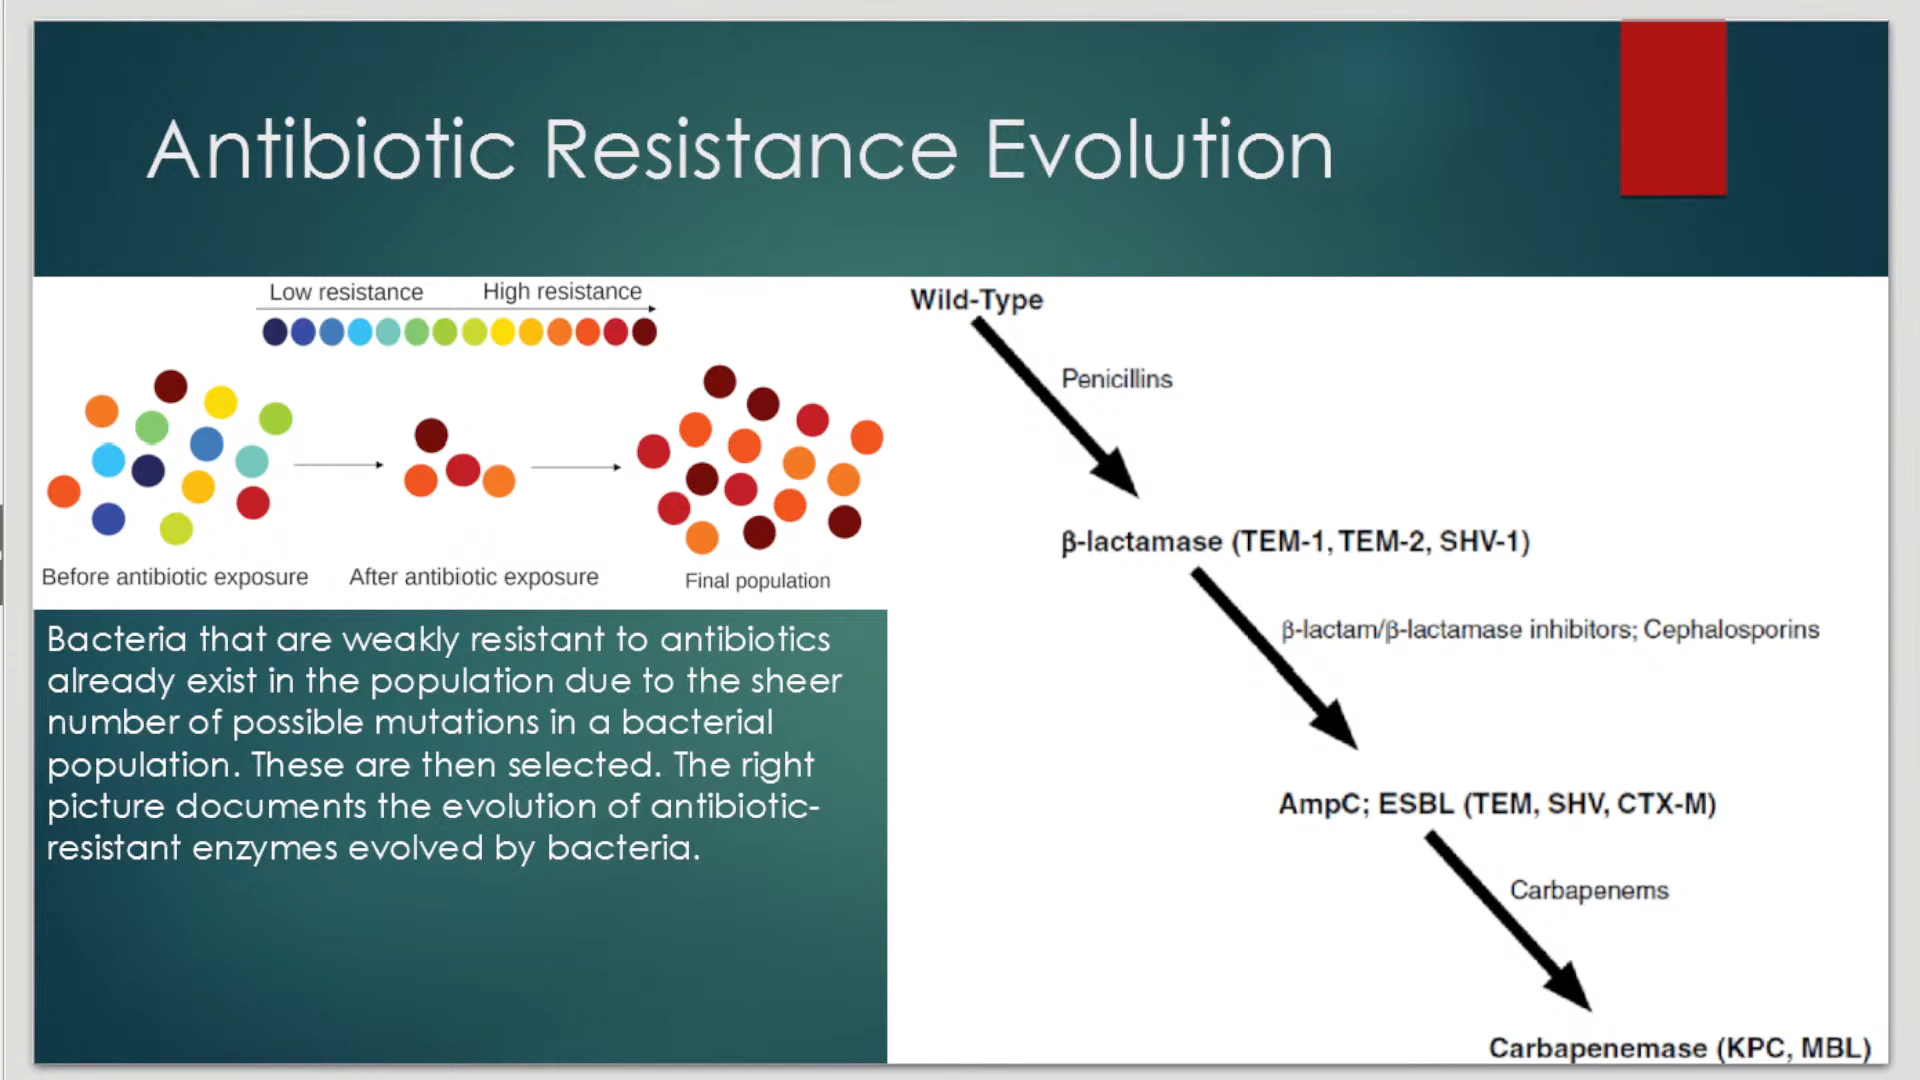 Antibiotic Resistance Evolution
Low resistance High resistance
Before antibiotic exposure After antibiotic exposure Final population
Bacteria that are weakly resistant to antibiotics
already exist in the population due to the sheer
number of possible mutations in a bacterial
population. These are then selected. The right
picture documents the evolution of antibiotic-
resistant enzymes evolved by bacteria.
Wild-Type
Penicillins
β-lactamase (TEM-1, TEM-2, SHV-1)
β-lactam/β-lactamase inhibitors; Cephalosporins
AmpC; ESBL (TEM, SHV, CTX-M)
Carbapenems
Carbapenemase (KPC, MBL)